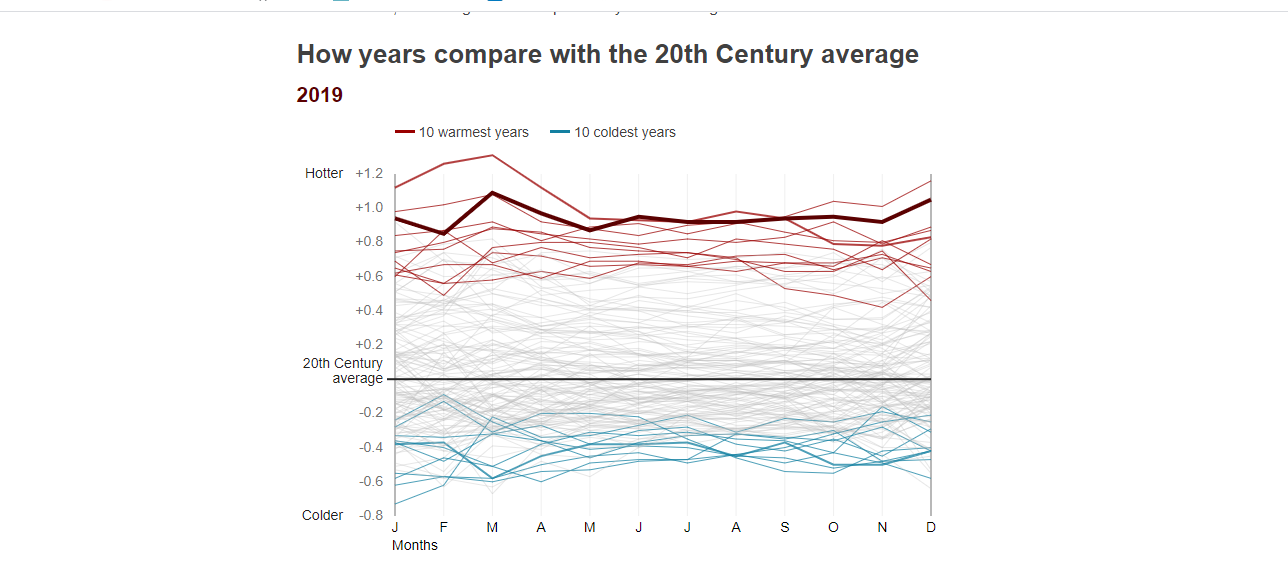 How years compare with the 20th Century average
2019
10 warmest years 10 coldest years
Hotter +1.2
+1.0
+0.8
+0.6
+0.4
+0.2
20th Century
average
-0.2
-0.4
-0.6
Colder -0.8
J F M A M J J A S O N D
Months